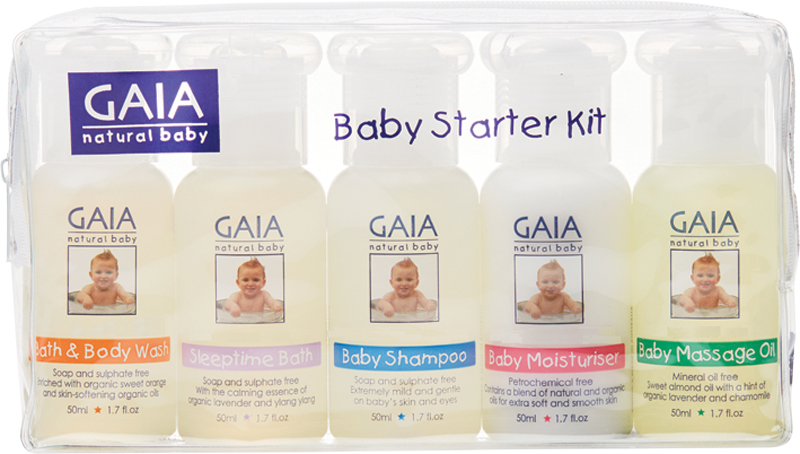 GAIA
natural baby
Baby Starter Kit
GAIA
natural baby
Bath & Body Wash
Soap and sulphate free
Enriched with organic sweet orange
and skin-softening organic oils
50ml ★ 1.7 fl.oz
GAIA
natural baby
Sleeptime Bath
Soap and sulphate free
With the calming essence of
organic lavender and ylang ylang
50ml ★ 1.7 fl.oz
GAIA
natural baby
Baby Shampoo
Soap and sulphate free
Extremely mild and gentle
on baby's skin and eyes
50ml ★ 1.7 fl.oz
GAIA
natural baby
Baby Moisturiser
Petrochemical free
Contains a blend of natural and organic
oils for extra soft and smooth skin
50ml ★ 1.7 fl.oz
GAIA
natural baby
Baby Massage Oil
Mineral oil free
Sweet almond oil with a hint of
organic lavender and chamomile
50ml ★ 1.7 fl.oz